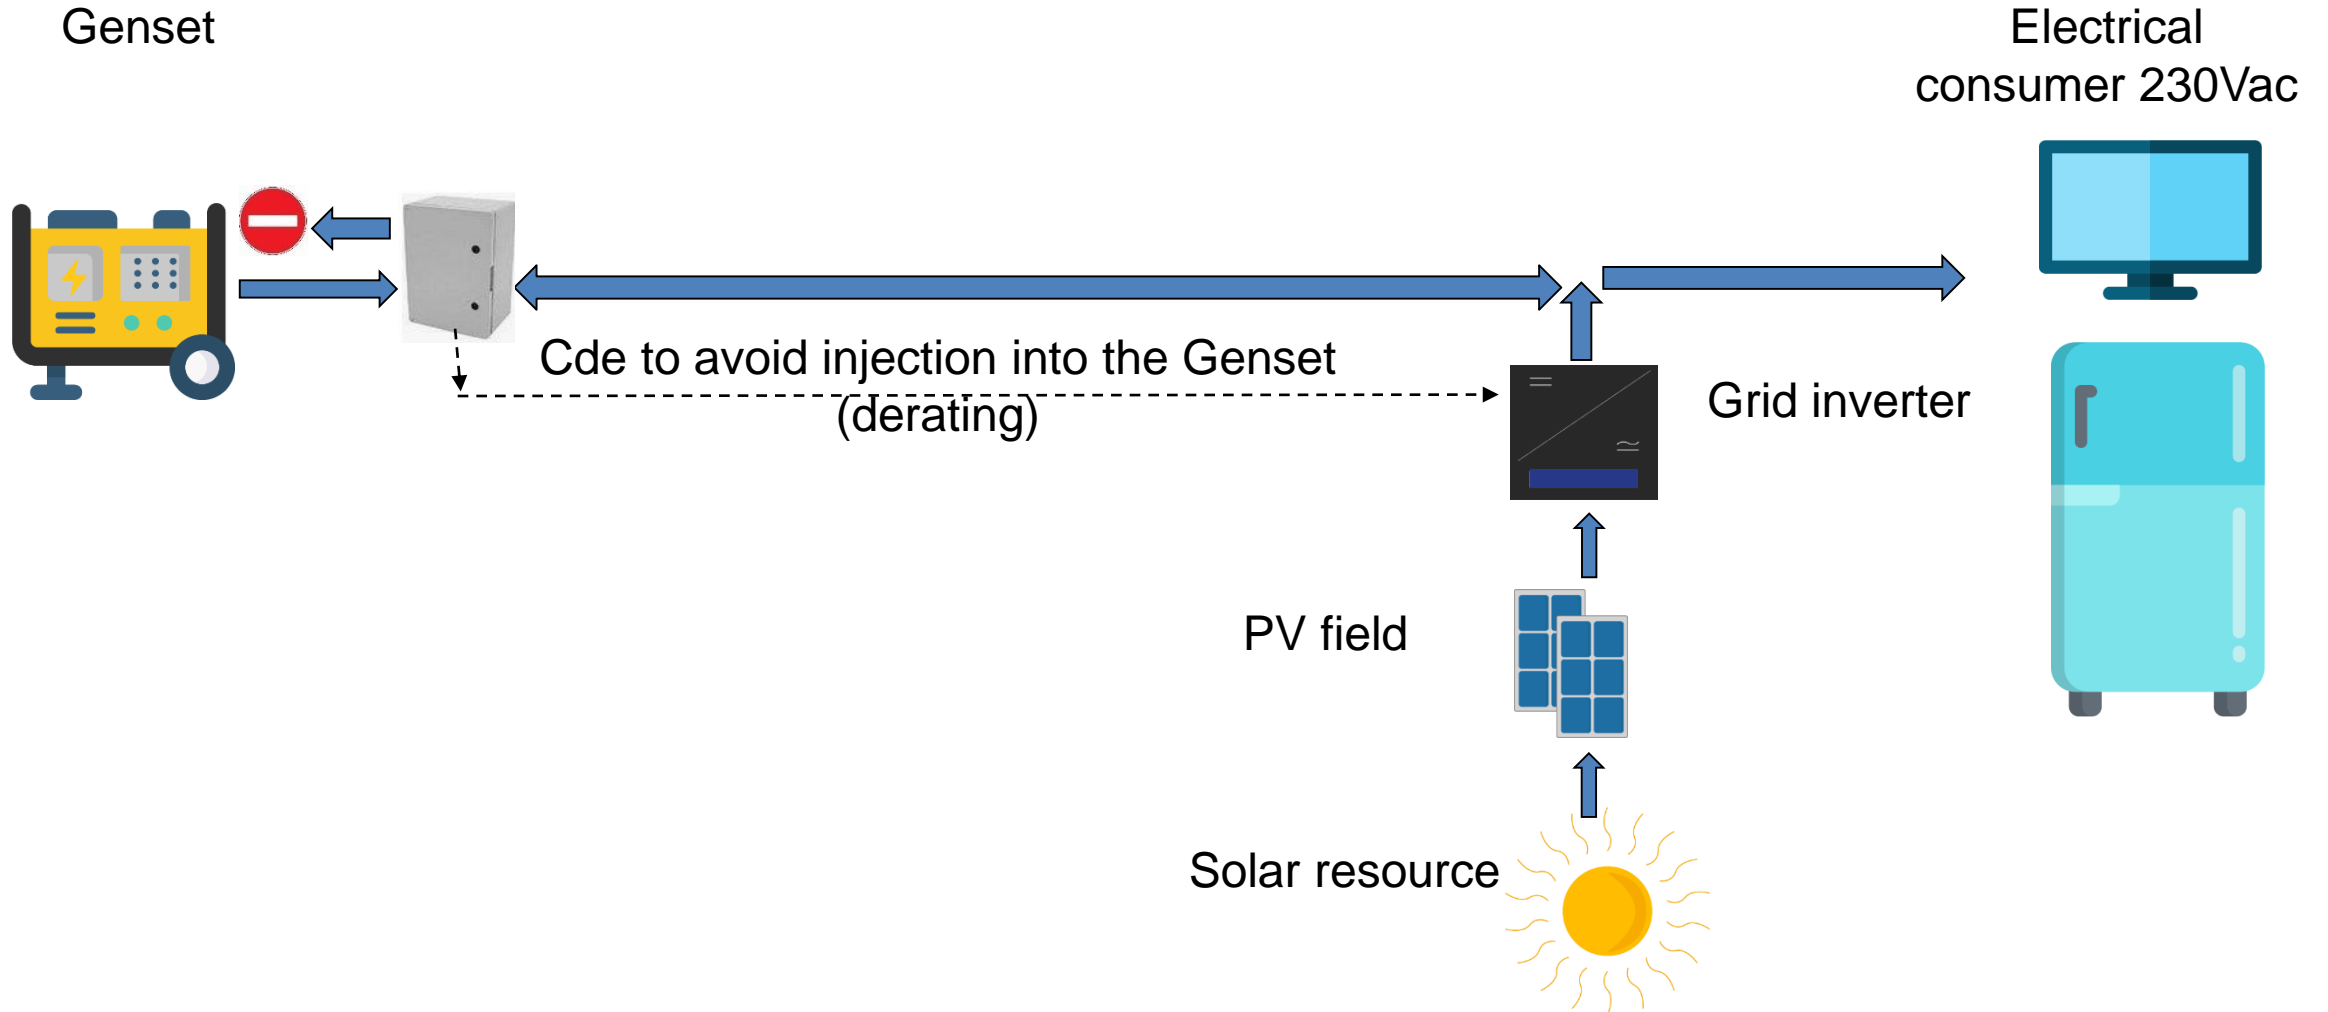 Genset
Electrical
consumer 230Vac
Cde to avoid injection into the Genset
(derating)
Grid inverter
PV field
Solar resource